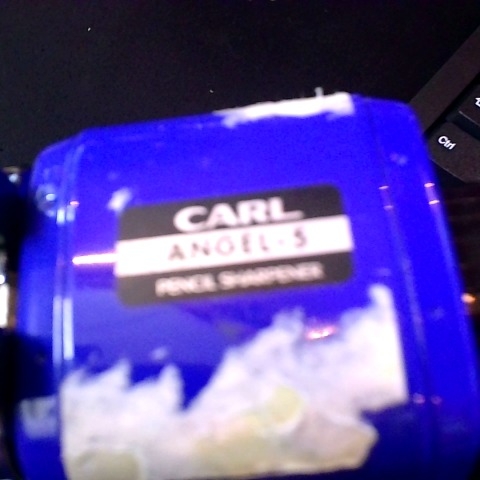 CARL
ANGEL-5
PENCIL SHARPENER
Ctrl